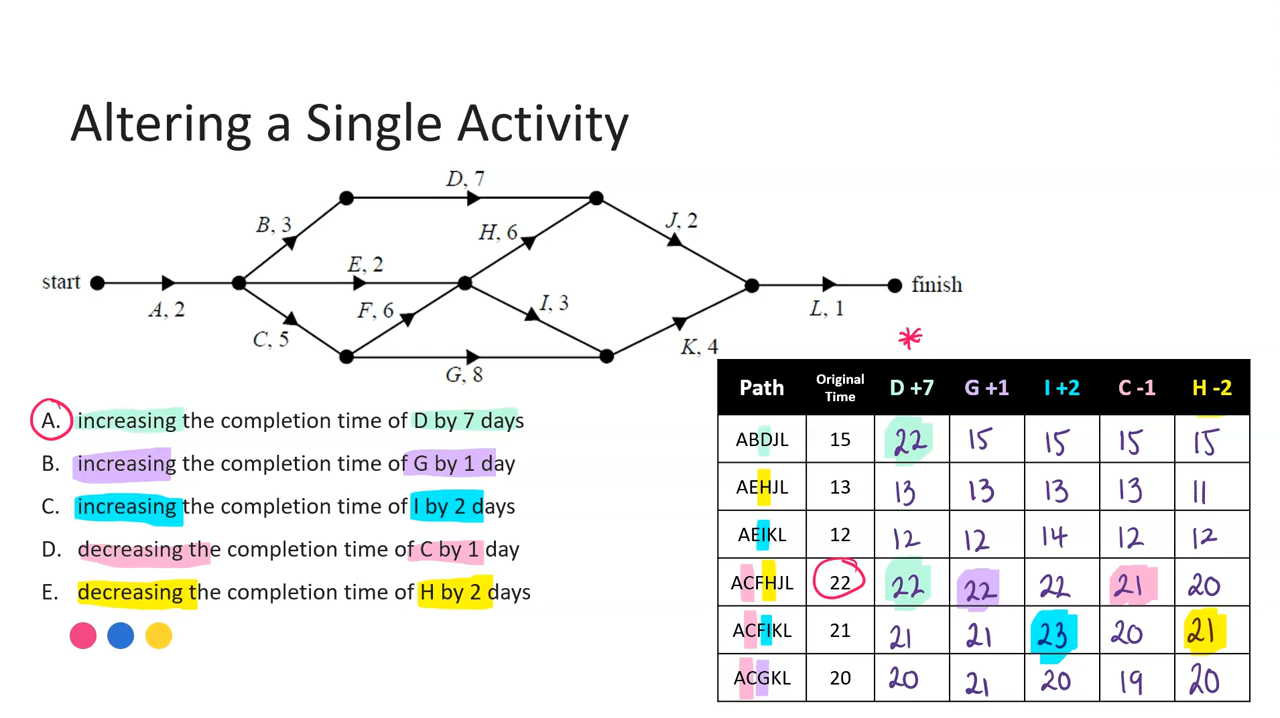 Altering a Single Activity
D, 7
B, 3
H, 6
J, 2
E, 2
start
finish
A, 2
F, 6
I, 3
L, 1
C, 5
K, 4
G, 8
*
A. increasing the completion time of D by 7 days
B. increasing the completion time of G by 1 day
C. increasing the completion time of I by 2 days
D. decreasing the completion time of C by 1 day
E. decreasing the completion time of H by 2 days
Path Original Time D +7 G +1 I +2 C -1 H -2
ABDJL 15 22 15 15 15 15
AEHJL 13 13 13 13 13 11
AEIKL 12 12 12 14 12 12
ACFHJL 22 22 22 22 21 20
ACFIKL 21 21 21 23 20 21
ACGKL 20 20 21 20 19 20